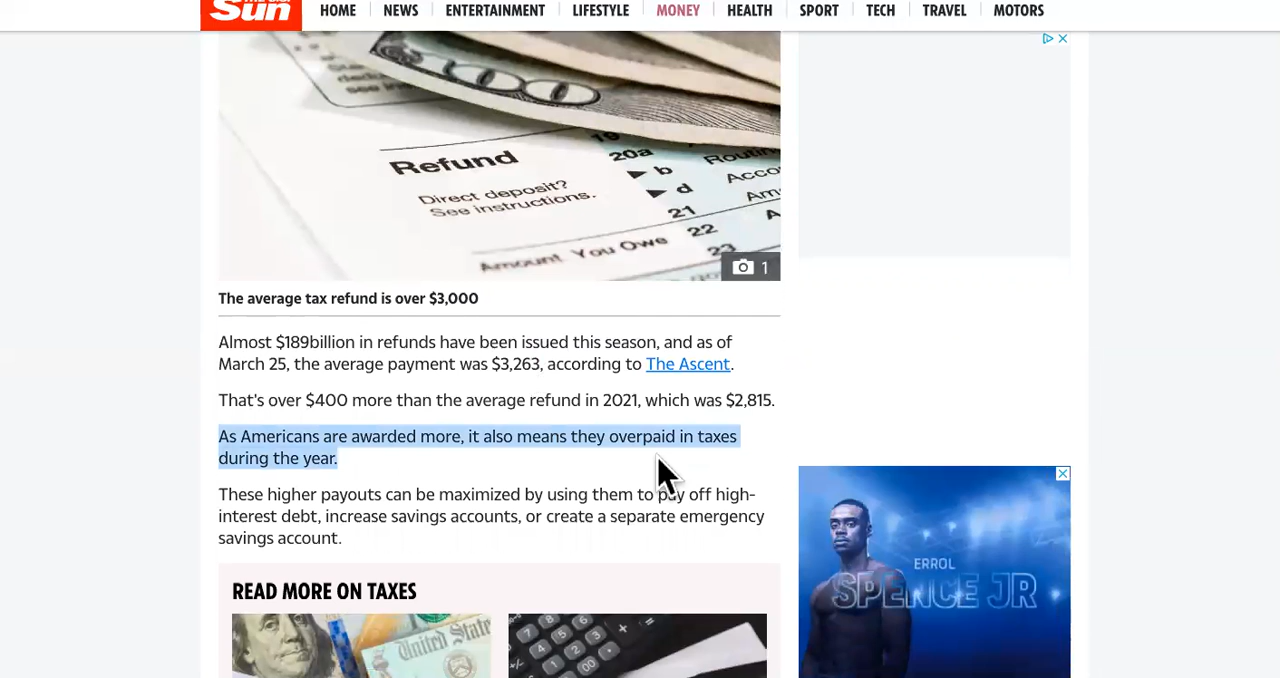 THE U.S. Sun
HOME NEWS ENTERTAINMENT LIFESTYLE MONEY HEALTH SPORT TECH TRAVEL MOTORS
Refund
Direct deposit?
See instructions.
Amount You Owe
19
20a
b
d
21
22
23
1
The average tax refund is over $3,000
Almost $189billion in refunds have been issued this season, and as of
March 25, the average payment was $3,263, according to The Ascent.
That's over $400 more than the average refund in 2021, which was $2,815.
As Americans are awarded more, it also means they overpaid in taxes
during the year.
These higher payouts can be maximized by using them to pay off high-
interest debt, increase savings accounts, or create a separate emergency
savings account.
READ MORE ON TAXES
United State
ERROL
SPENCE JR